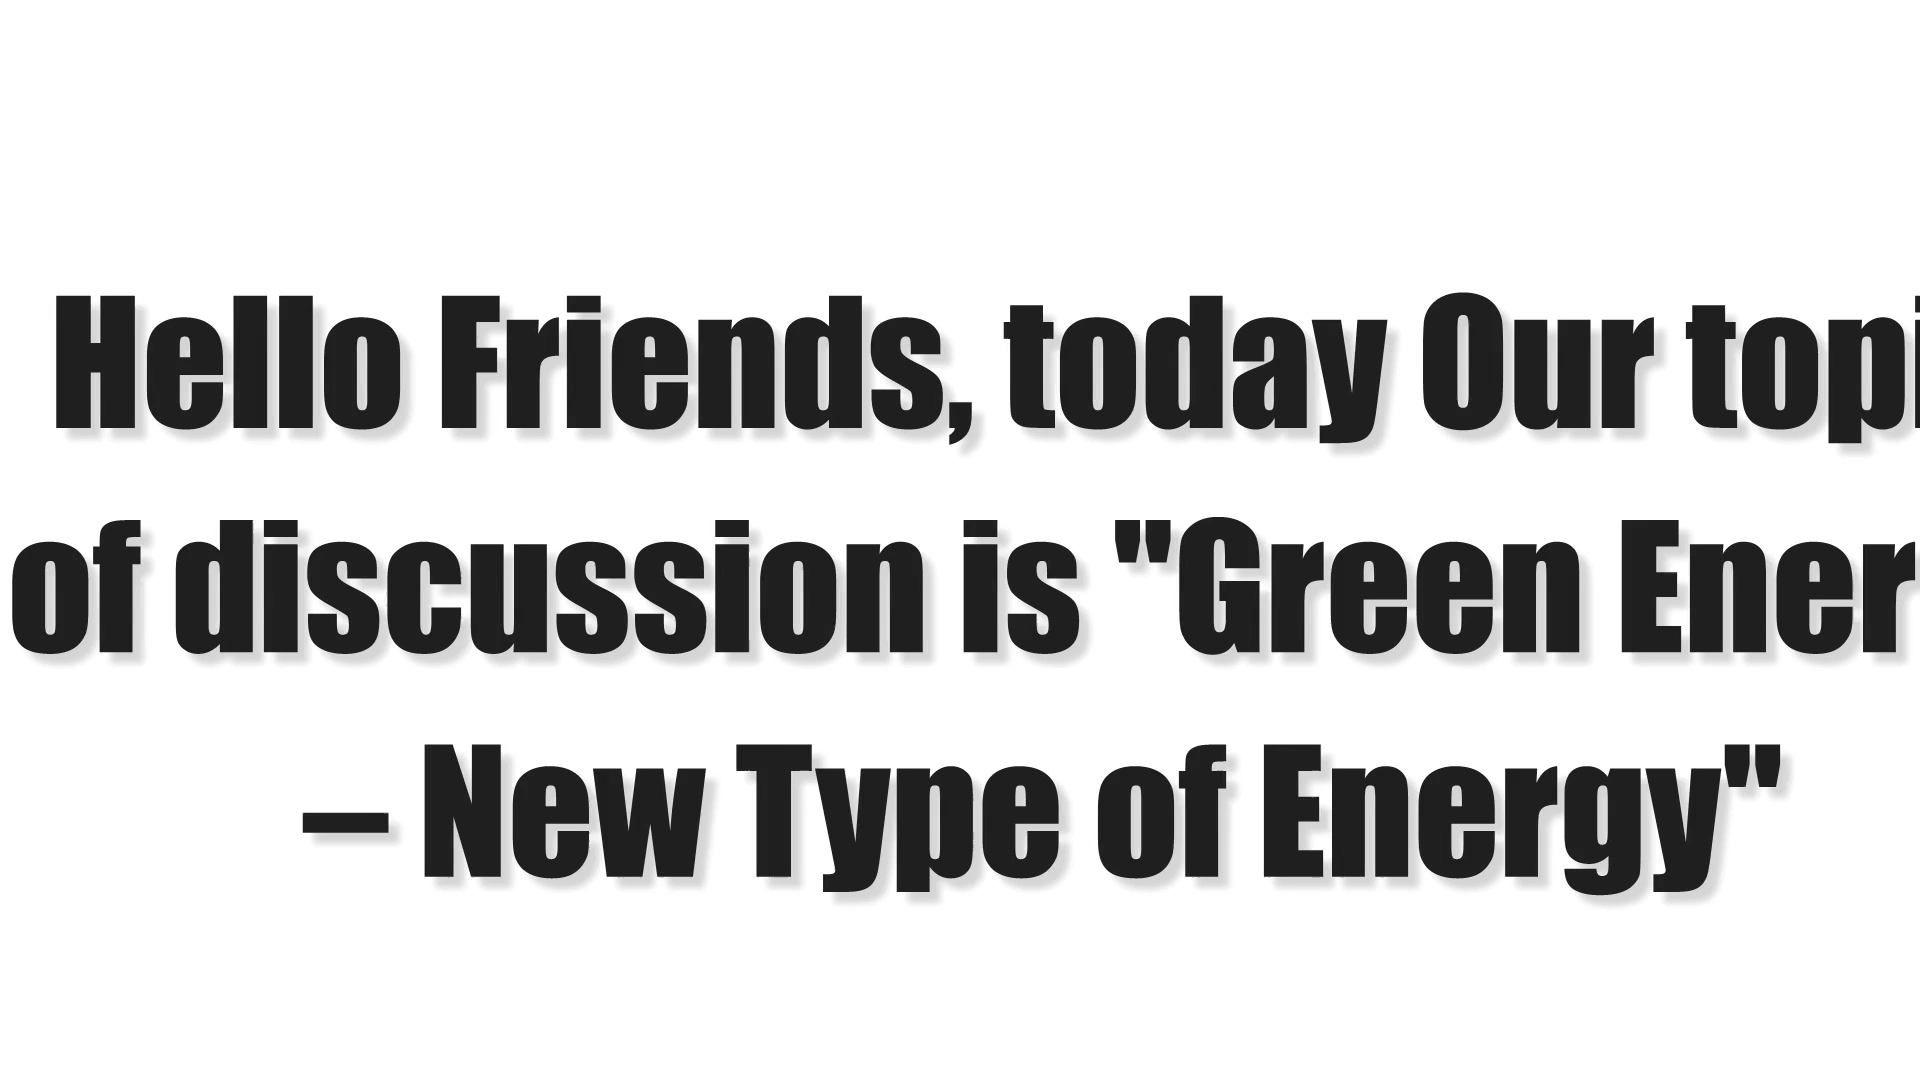 Hello Friends, today Our topi
of discussion is "Green Ener
– New Type of Energy"